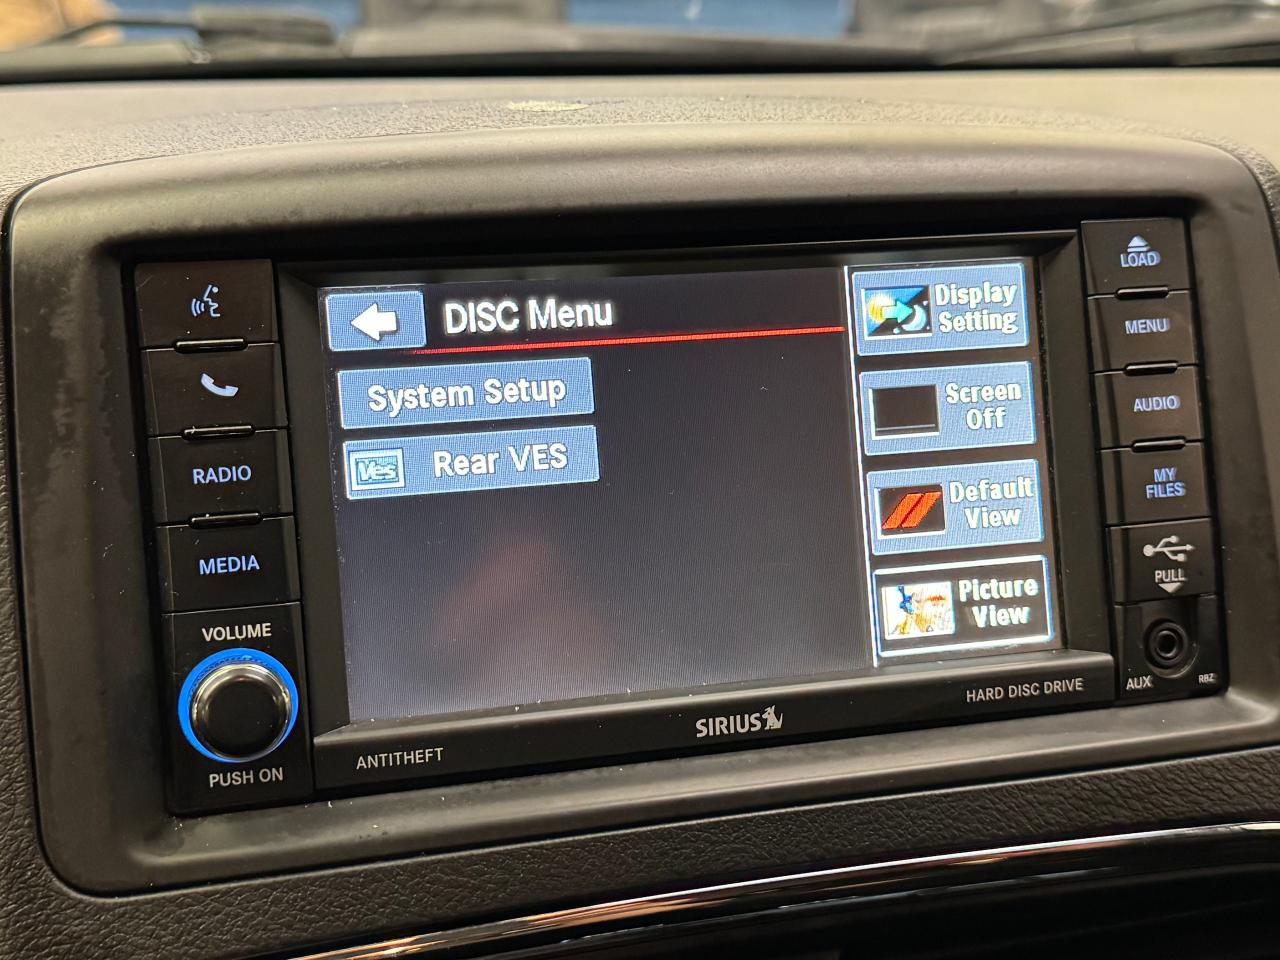 DISC Menu
System Setup
Ves
Rear VES
Display
Setting
Screen
Off
Default
View
Picture
View
RADIO
MEDIA
VOLUME
PUSH ON
LOAD
MENU
AUDIO
MY
FILES
PULL
AUX
RBZ
ANTITHEFT
SIRIUS
HARD DISC DRIVE